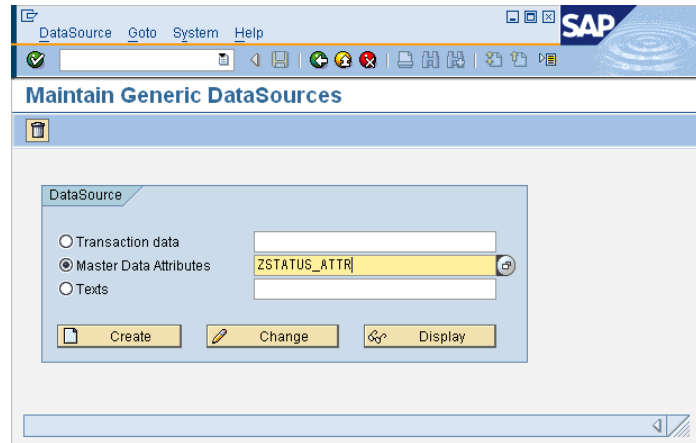 DataSource Goto System Help
SAP
Maintain Generic DataSources
DataSource
Transaction data
Master Data Attributes ZSTATUS_ATTR
Texts
Create Change Display